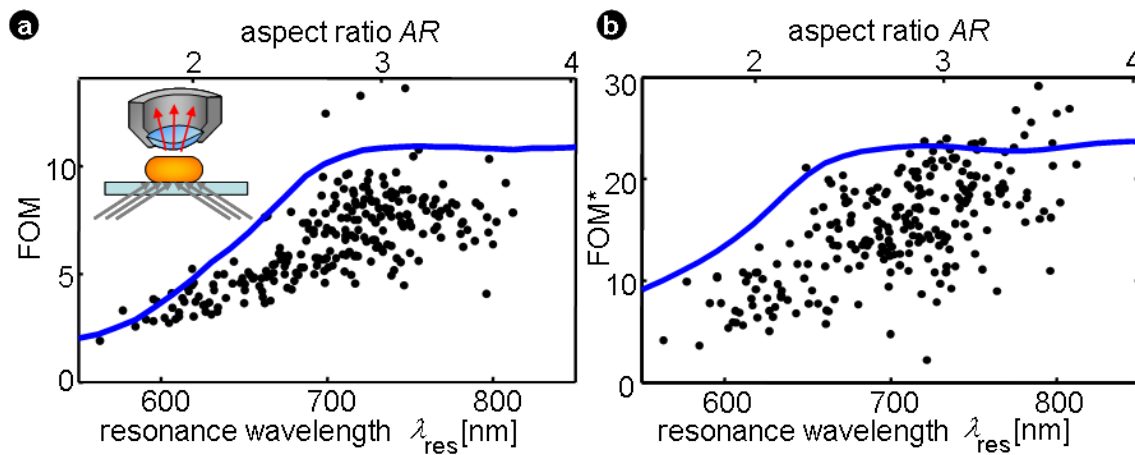 a
aspect ratio AR
2 3 4
FOM
10
5
0
600 700 800
resonance wavelength λres [nm]
b
aspect ratio AR
2 3 4
FOM*
30
20
10
0
600 700 800
resonance wavelength λres [nm]